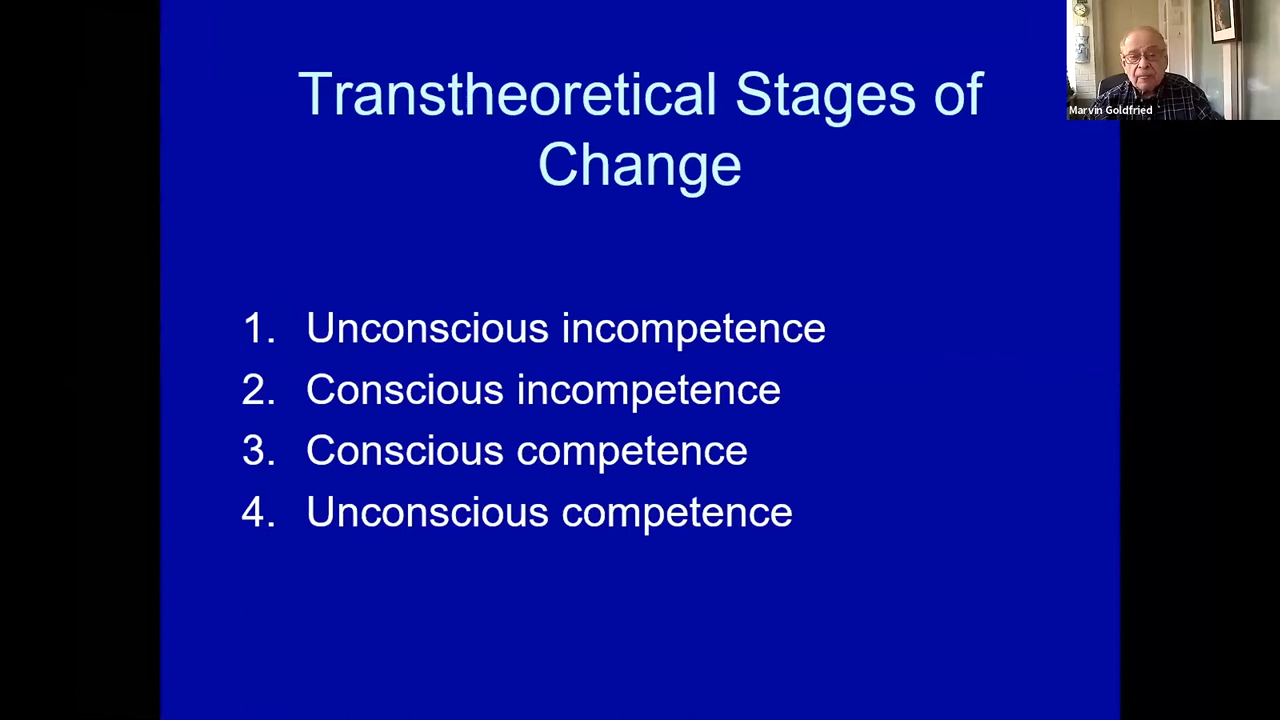 Transtheoretical Stages of
Change
1. Unconscious incompetence
2. Conscious incompetence
3. Conscious competence
4. Unconscious competence
Marvin Goldfried